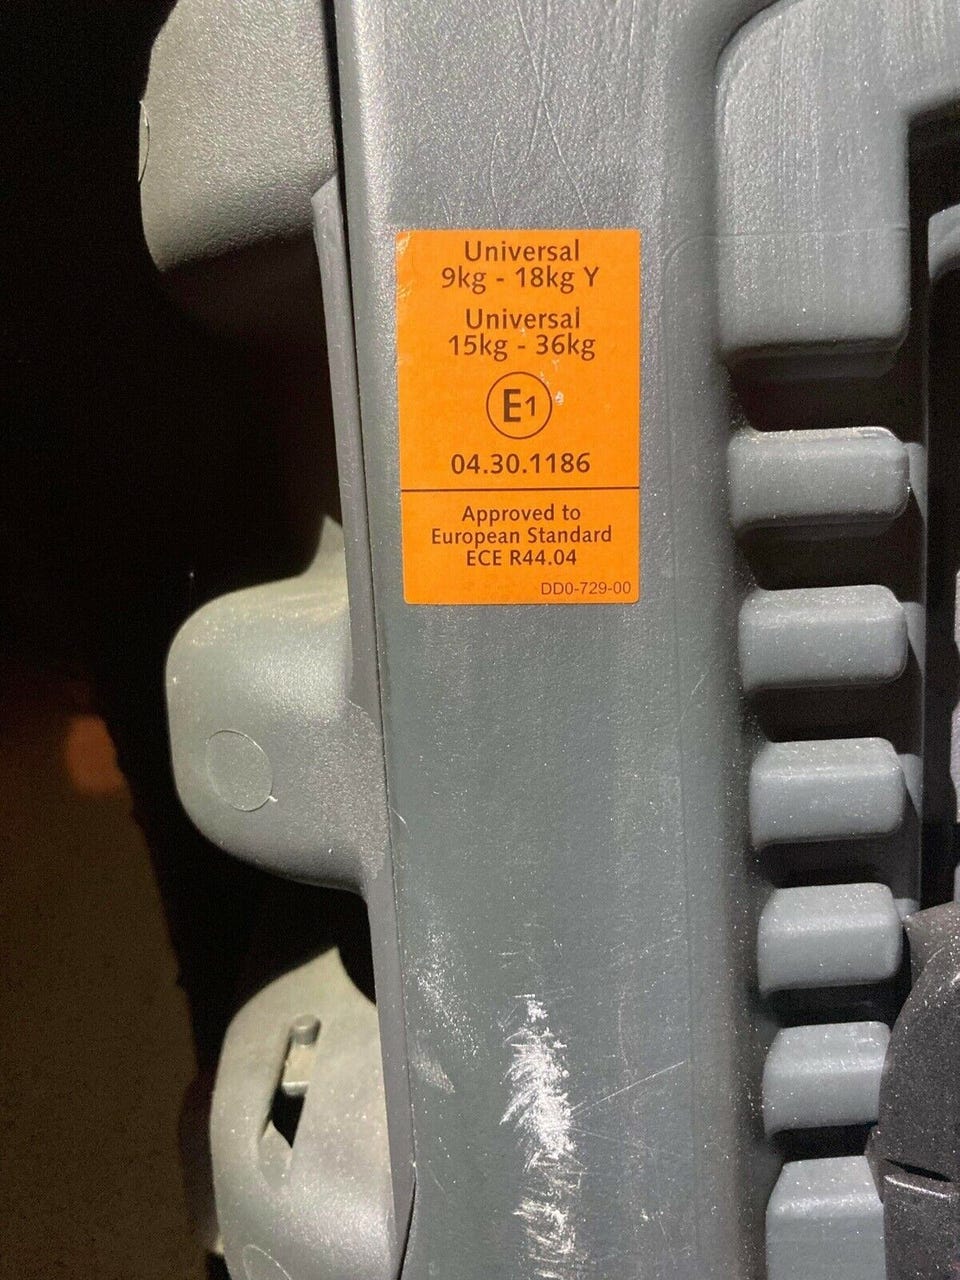 Universal
9kg - 18kg Y
Universal
15kg - 36kg
E1
04.30.1186
Approved to
European Standard
ECE R44.04
DD0-729-00